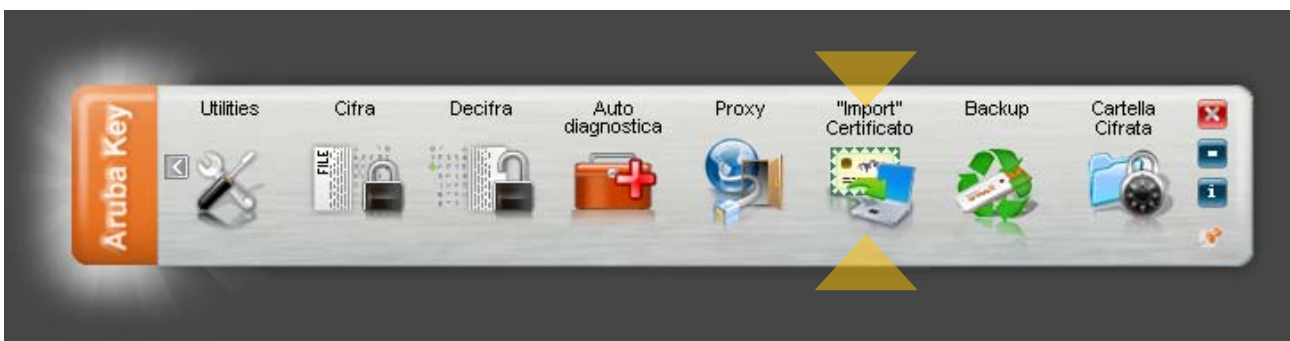 Aruba Key
Utilities
Cifra
Decifra
Auto
diagnostica
Proxy
"Import"
Certificato
Backup
Cartella
Cifrata
FILE